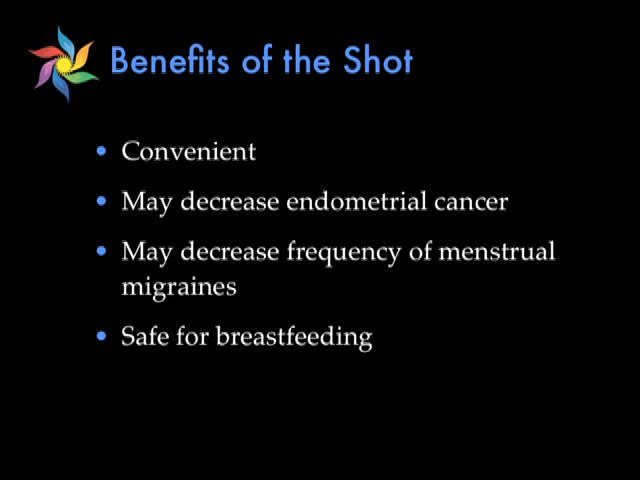 Benefits of the Shot
• Convenient
• May decrease endometrial cancer
• May decrease frequency of menstrual
migraines
• Safe for breastfeeding